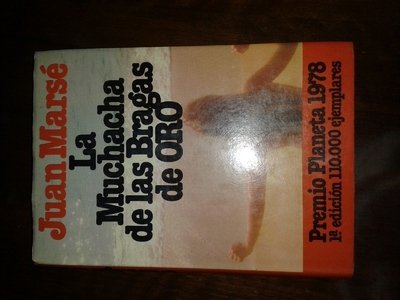 Juan Marsé
La
Muchacha
de las Bragas
de ORO
Premio Planeta 1978
1ª edición 110.000 ejemplares